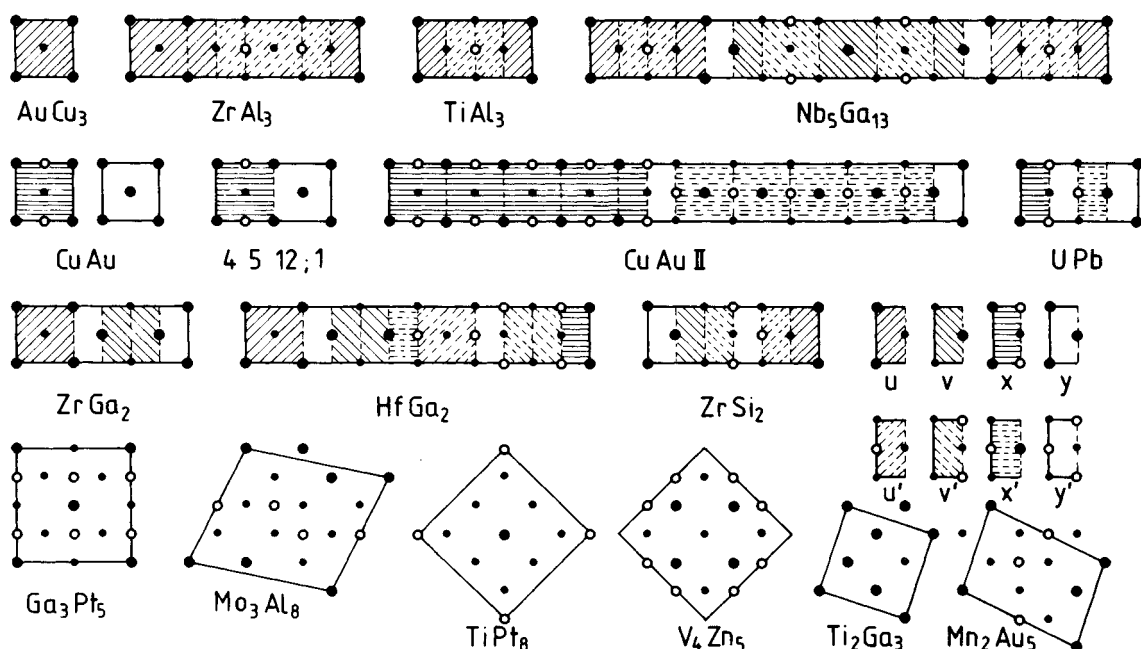 AuCu₃ ZrAl₃ TiAl₃ Nb₅Ga₁₃
CuAu 4 5 12;1 CuAu II UPb
u v x y
ZrGa₂ HfGa₂ ZrSi₂
u' v' x' y'
Ga₃Pt₅ Mo₃Al₈ TiPt₈ V₄Zn₅ Ti₂Ga₃ Mn₂Au₅